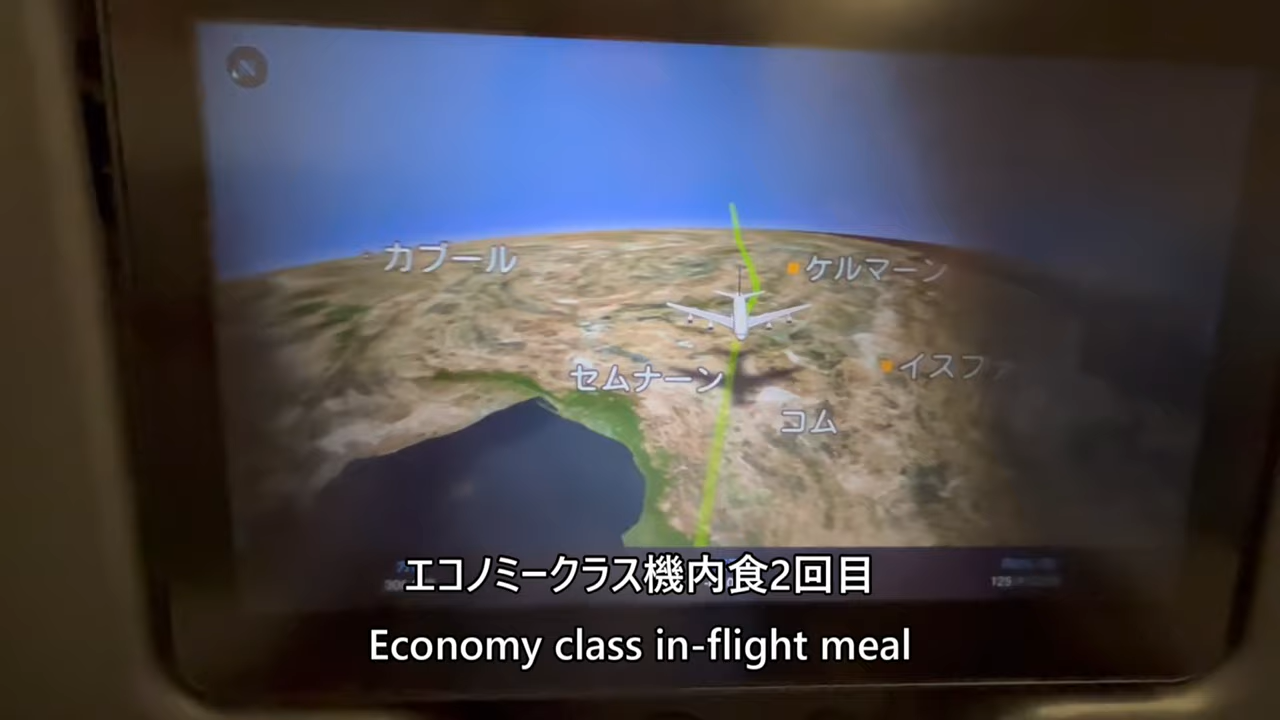 カブール
ケルマーン
イスファ
セムナーン
コム
エコノミークラス機内食2回目
Economy class in-flight meal